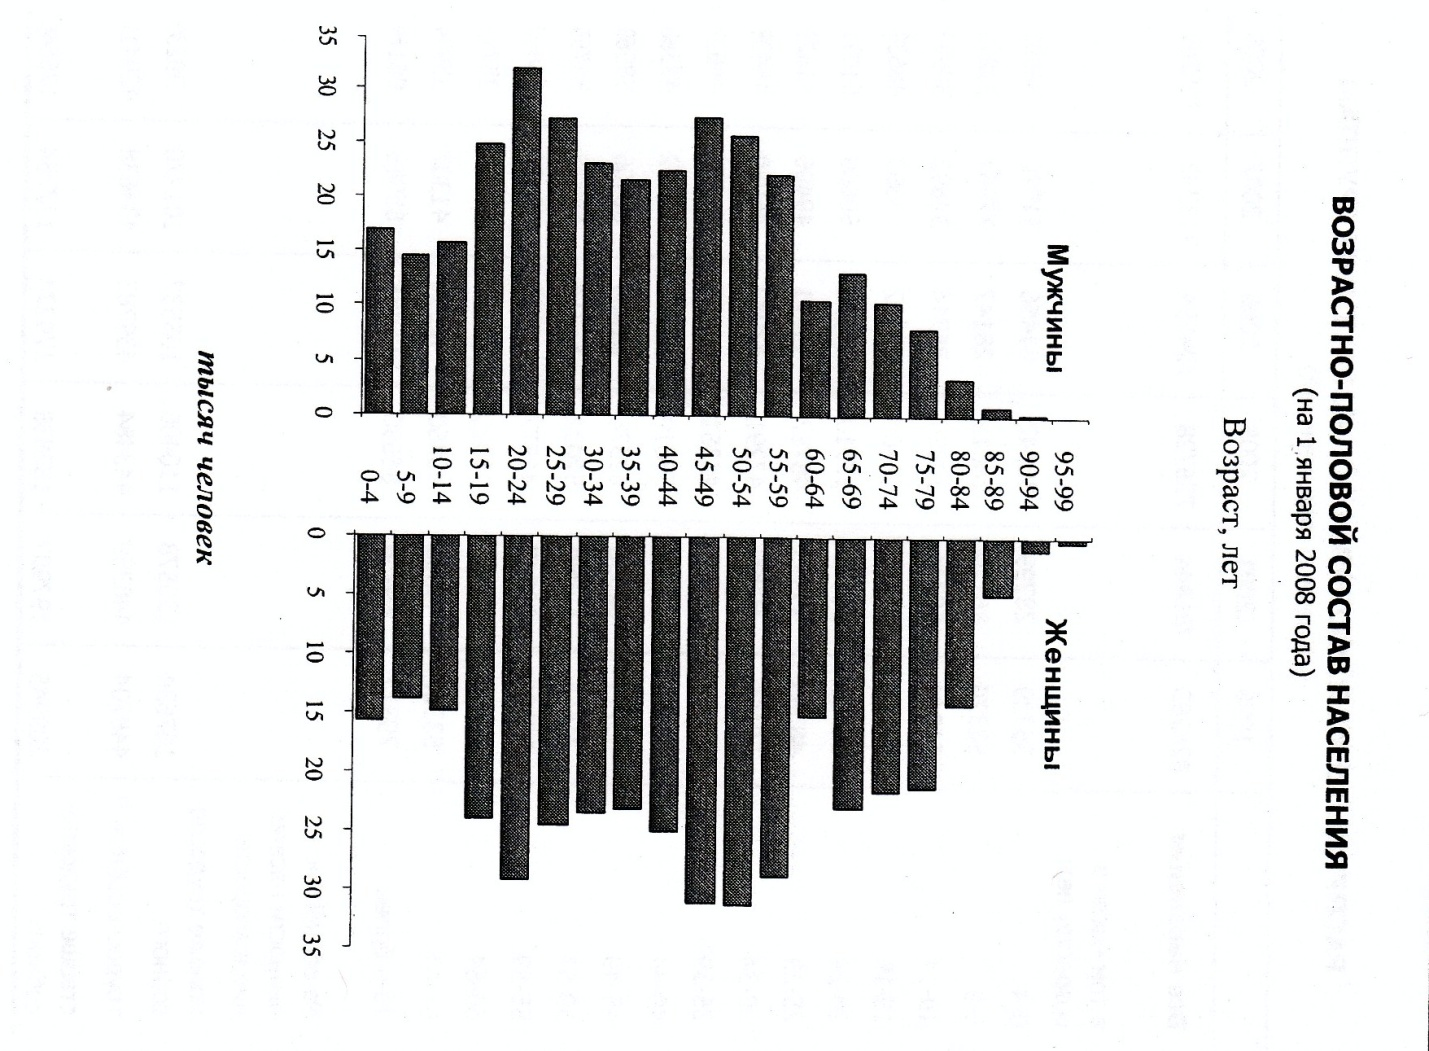 ВОЗРАСТНО-ПОЛОВОЙ СОСТАВ НАСЕЛЕНИЯ
(на 1 января 2008 года)
Возраст, лет
Мужчины
Женщины
95-99
90-94
85-89
80-84
75-79
70-74
65-69
60-64
55-59
50-54
45-49
40-44
35-39
30-34
25-29
20-24
15-19
10-14
5-9
0-4
35 30 25 20 15 10 5 0
0 5 10 15 20 25 30 35
тысяч человек